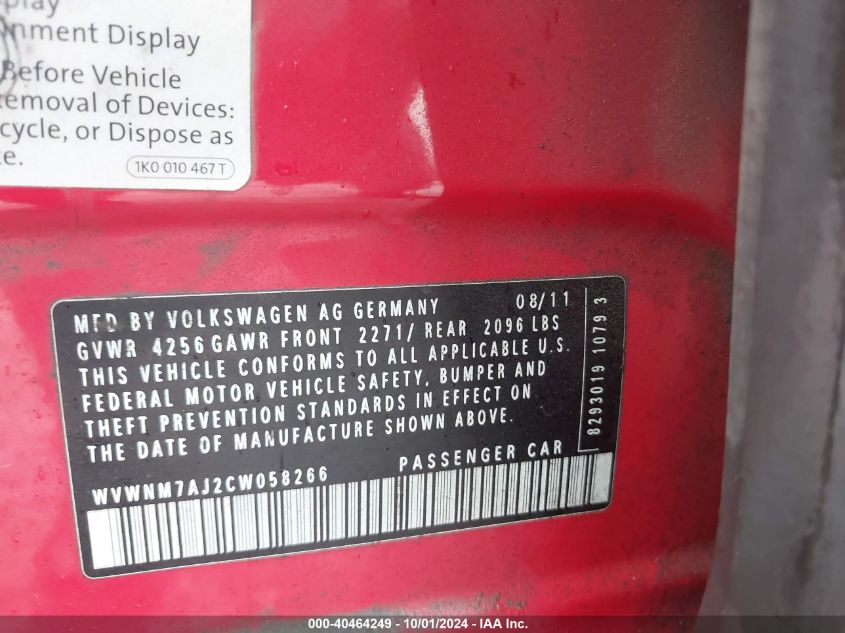 Display
nment Display
Before Vehicle
emoval of Devices:
cycle, or Dispose as
1K0 010 467 T
MFD BY VOLKSWAGEN AG GERMANY 08/11
GVWR 4256 GAWR FRONT 2271/ REAR 2096 LBS
THIS VEHICLE CONFORMS TO ALL APPLICABLE U.S.
FEDERAL MOTOR VEHICLE SAFETY, BUMPER AND
THEFT PREVENTION STANDARDS IN EFFECT ON
THE DATE OF MANUFACTURE SHOWN ABOVE.
WVWNM7AJ2CW058266 PASSENGER CAR
8293019 1079 3
000-40464249 - 10/01/2024 - IAA Inc.